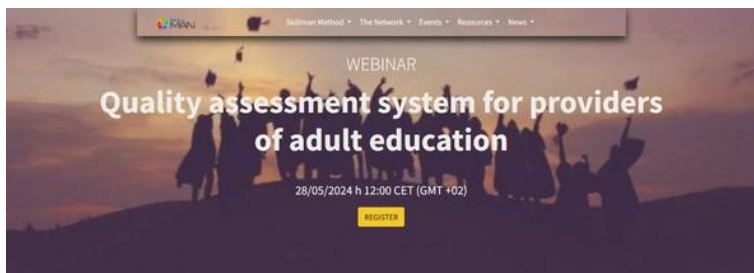 SKILLMAN
Skillman Method The Network Events Resources News
WEBINAR
Quality assessment system for providers
of adult education
28/05/2024 h 12:00 CET (GMT +02)
REGISTER